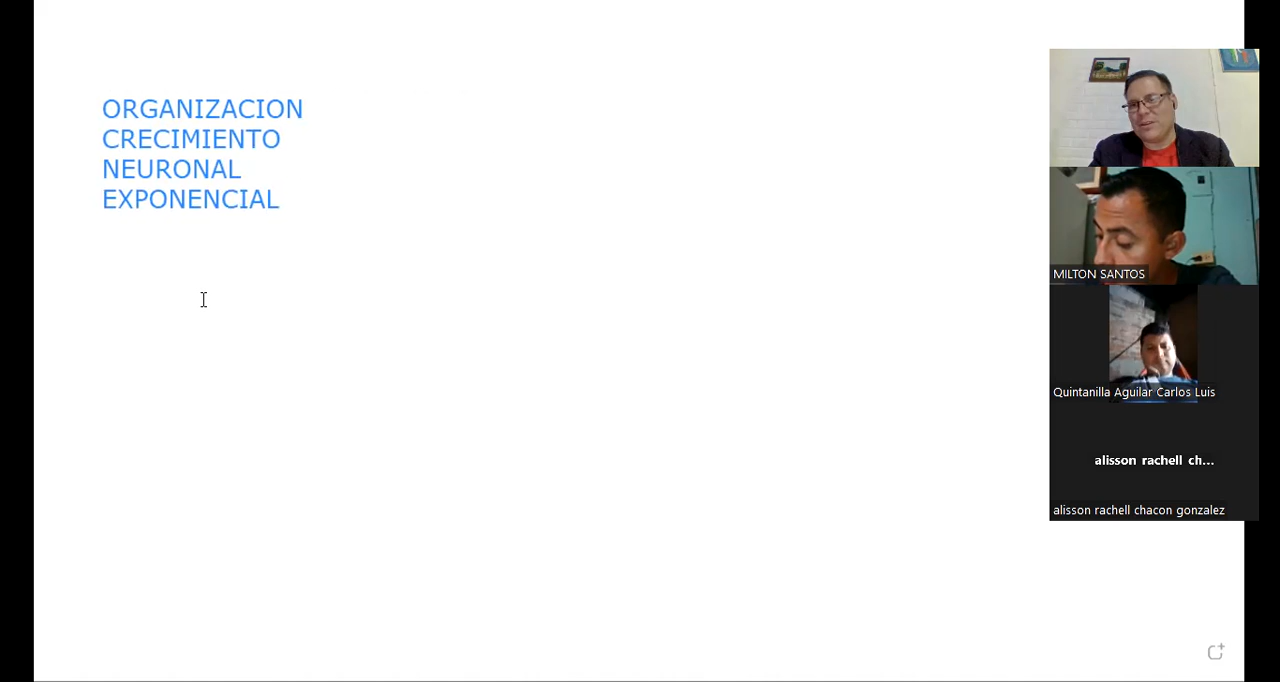 ORGANIZACION
CRECIMIENTO
NEURONAL
EXPONENCIAL
MILTON SANTOS
Quintanilla Aguilar Carlos Luis
alisson rachell ch...
alisson rachell chacon gonzalez